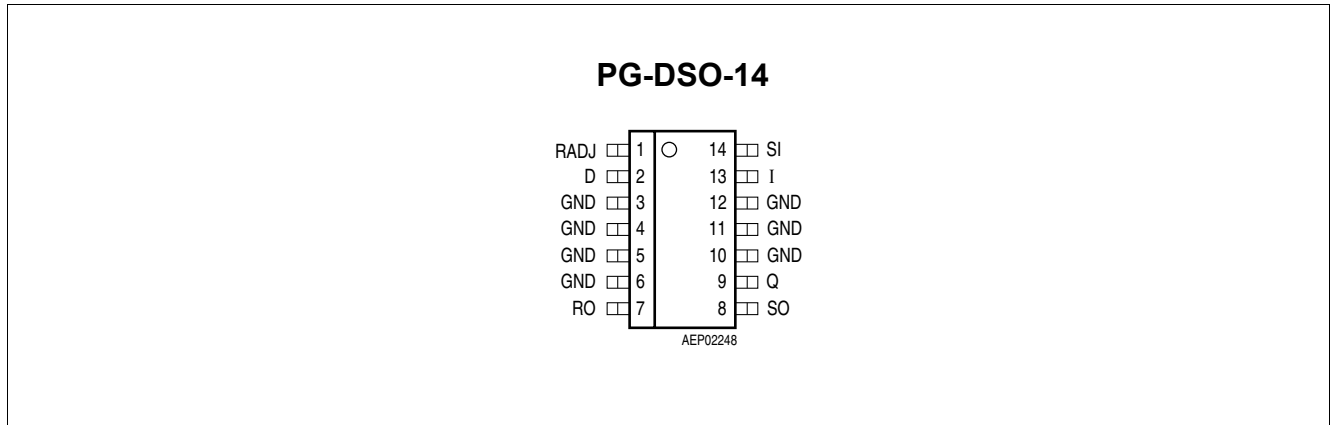 PG-DSO-14
RADJ 1 14 SI
D 2 13 I
GND 3 12 GND
GND 4 11 GND
GND 5 10 GND
GND 6 9 Q
RO 7 8 SO
AEP02248